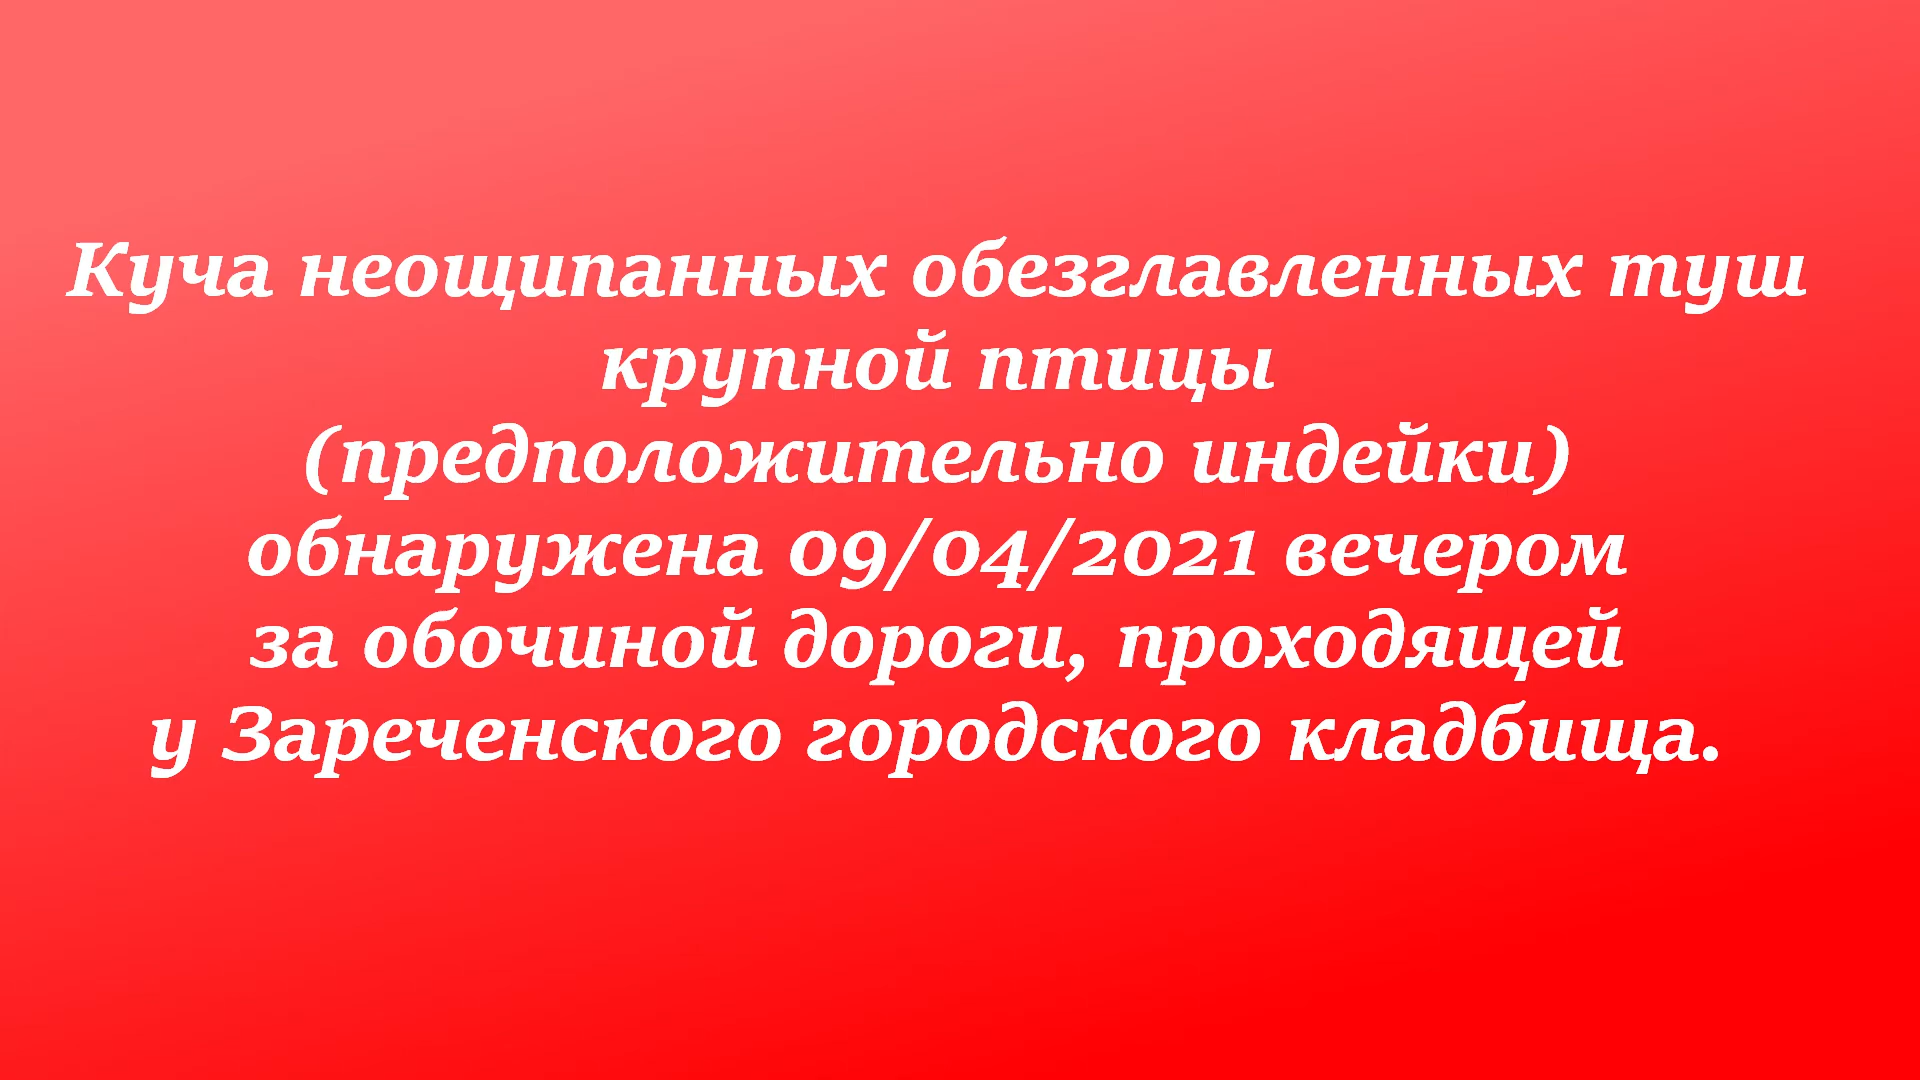 Куча неощипанных обезглавленных туш
крупной птицы
(предположительно индейки)
обнаружена 09/04/2021 вечером
за обочиной дороги, проходящей
у Зареченского городского кладбища.